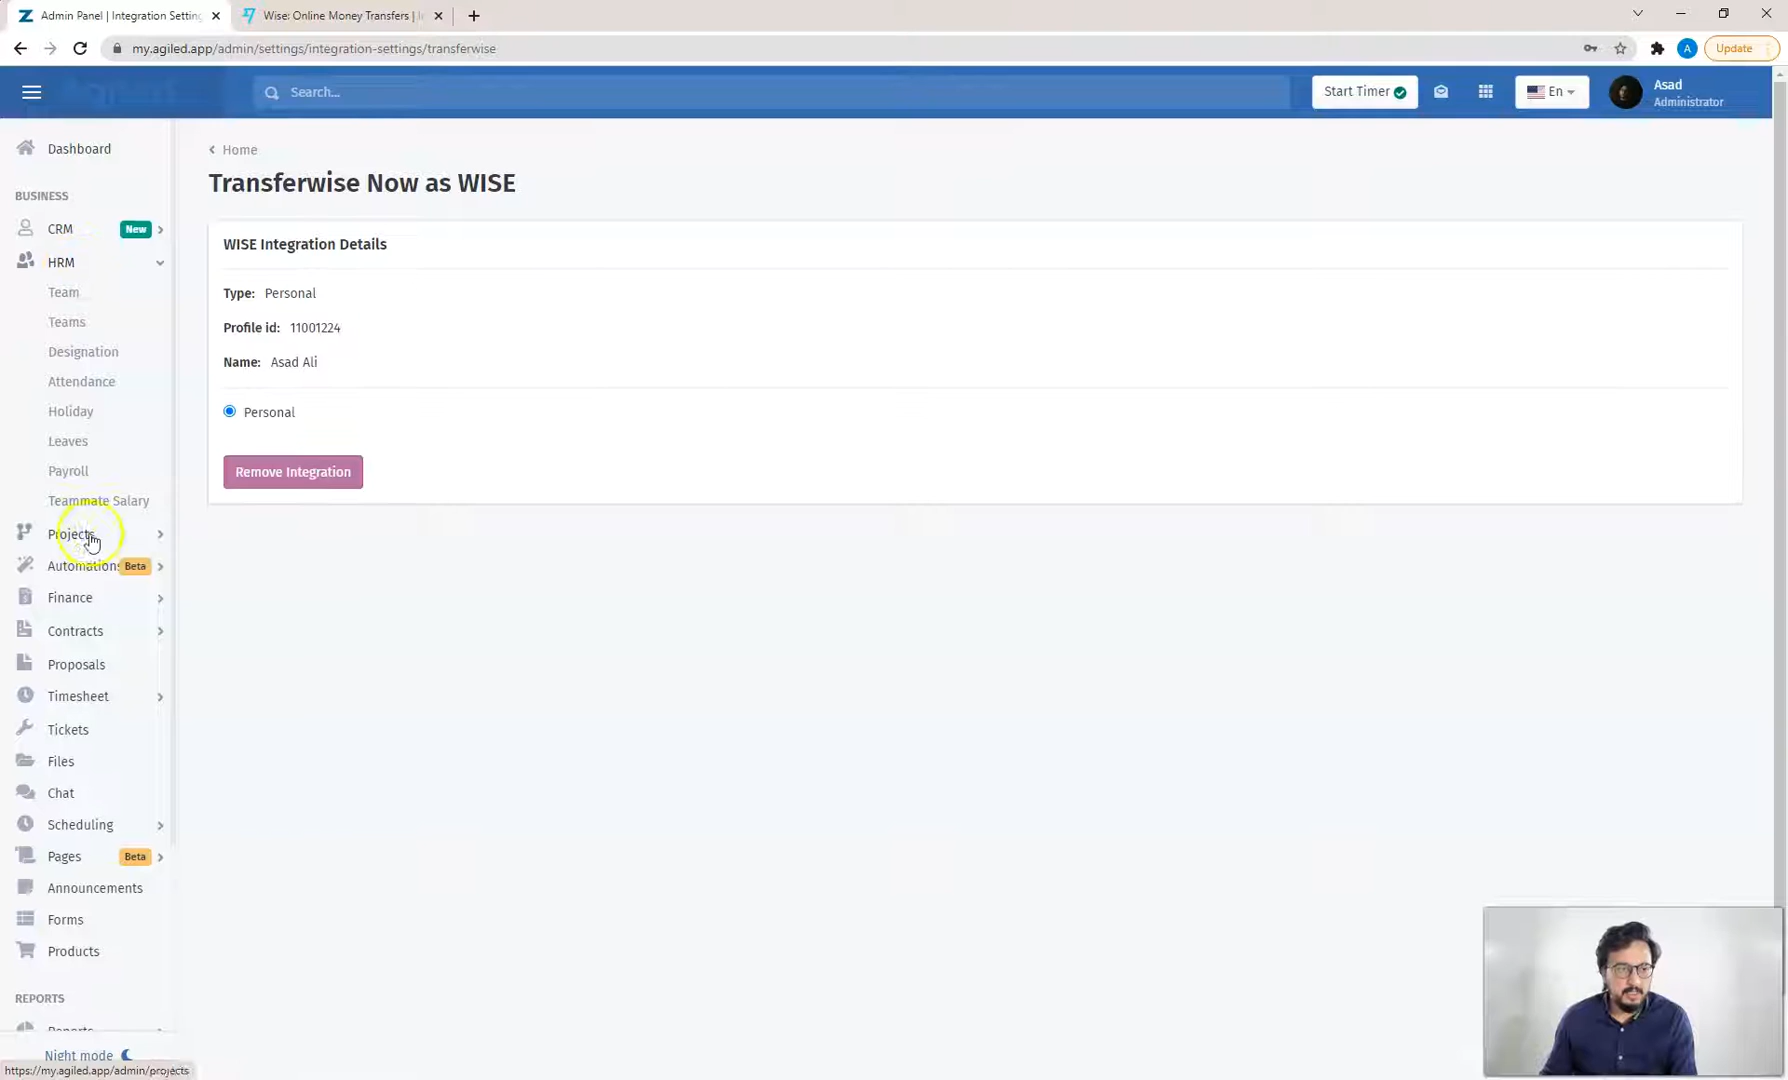 Admin Panel | Integration Setting
Wise: Online Money Transfers |
my.agiled.app/admin/settings/integration-settings/transferwise
A
Update
Search...
Start Timer
En
Asad
Administrator
Dashboard
BUSINESS
CRM New
HRM
Team
Teams
Designation
Attendance
Holiday
Leaves
Payroll
Teammate Salary
Projects
Automations Beta
Finance
Contracts
Proposals
Timesheet
Tickets
Files
Chat
Scheduling
Pages Beta
Announcements
Forms
Products
REPORTS
Reports
Night mode
https://my.agiled.app/admin/projects
Home
Transferwise Now as WISE
WISE Integration Details
Type: Personal
Profile id: 11001224
Name: Asad Ali
Personal
Remove Integration